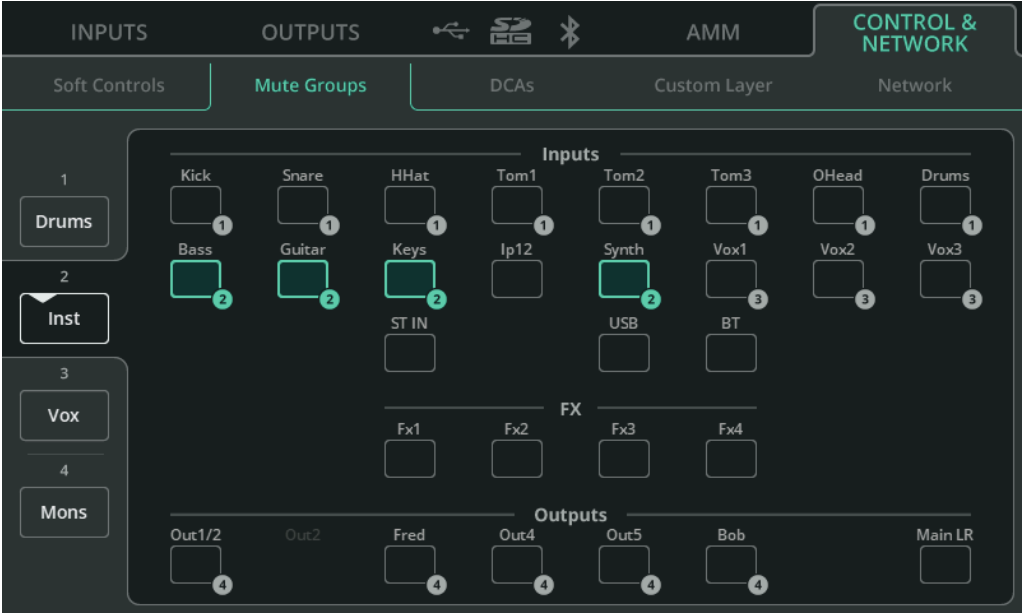 INPUTS OUTPUTS SD HC AMM CONTROL & NETWORK
Soft Controls Mute Groups DCAs Custom Layer Network
1
Drums
2
Inst
3
Vox
4
Mons
Inputs
Kick Snare HHat Tom1 Tom2 Tom3 OHead Drums
1 1 1 1 1 1 1 1
Bass Guitar Keys Ip12 Synth Vox1 Vox2 Vox3
2 2 2 2 3 3 3
ST IN USB BT
FX
Fx1 Fx2 Fx3 Fx4
Outputs
Out1/2 Out2 Fred Out4 Out5 Bob Main LR
4 4 4 4 4